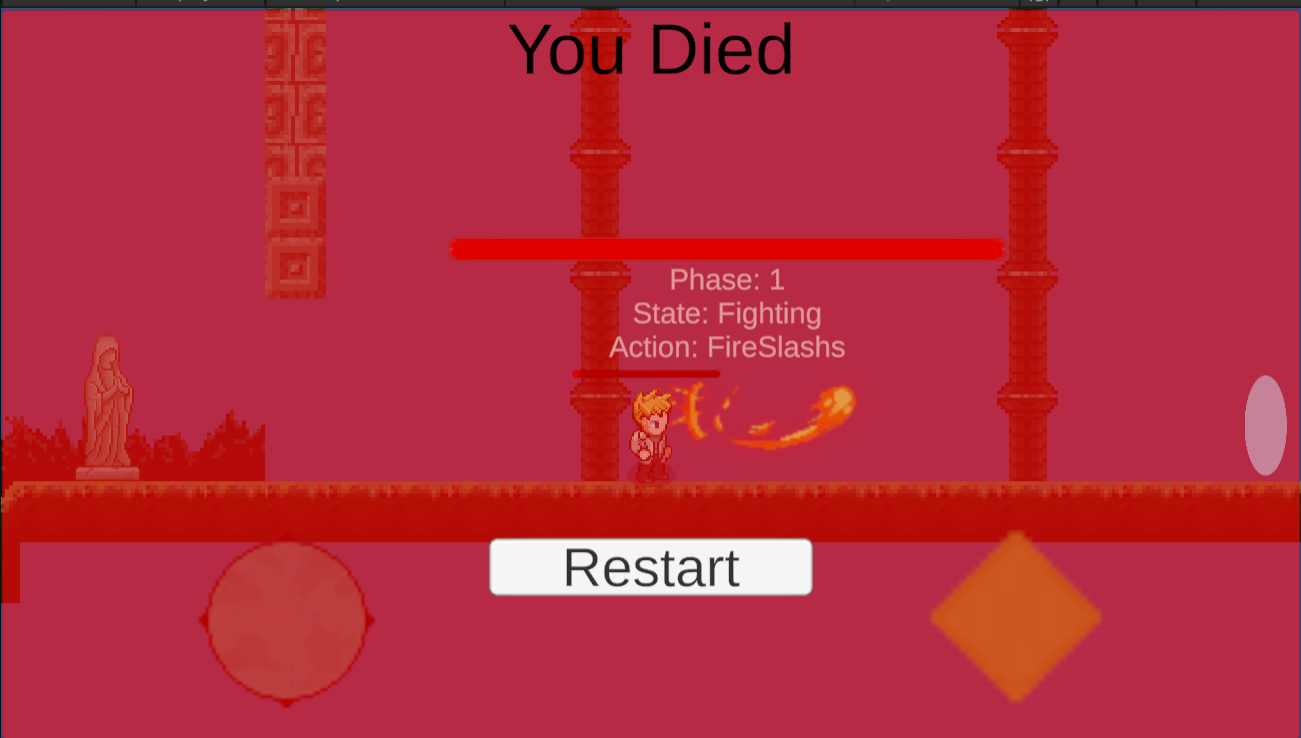 You Died
Phase: 1
State: Fighting
Action: FireSlashs
Restart